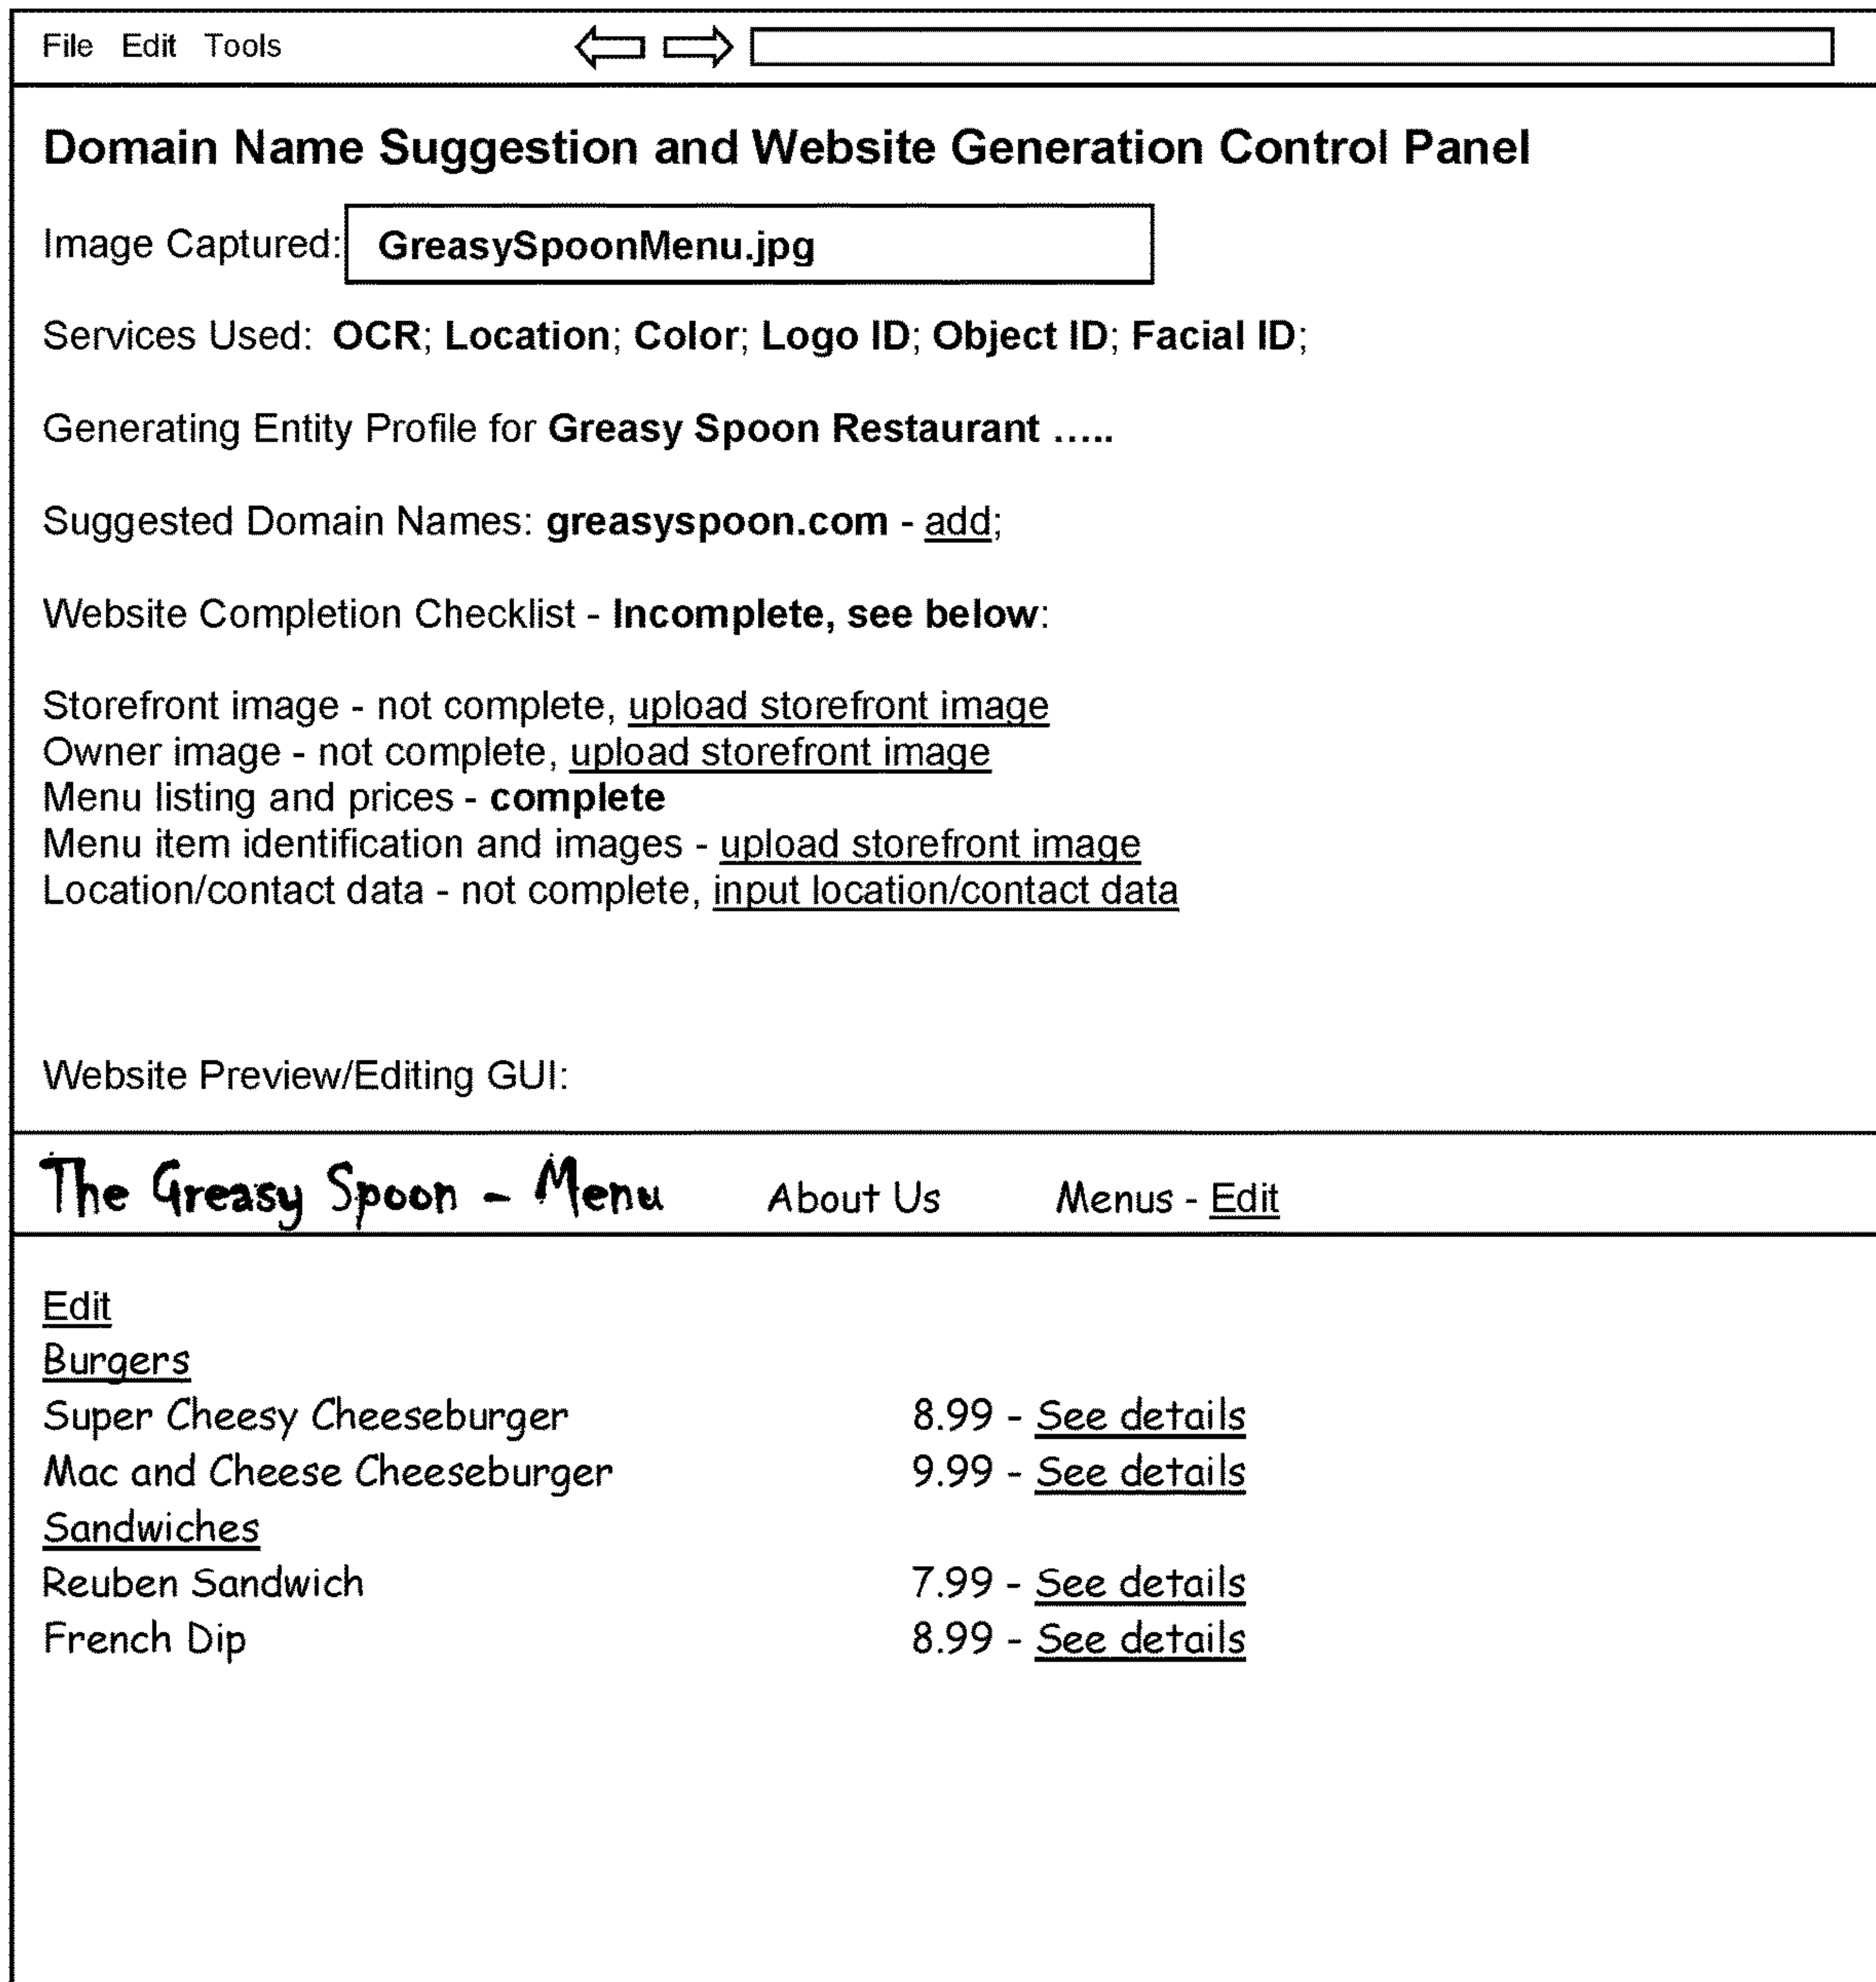 File Edit Tools
Domain Name Suggestion and Website Generation Control Panel
Image Captured: GreasySpoonMenu.jpg
Services Used: OCR; Location; Color; Logo ID; Object ID; Facial ID;
Generating Entity Profile for Greasy Spoon Restaurant .....
Suggested Domain Names: greasyspoon.com - add;
Website Completion Checklist - Incomplete, see below:
Storefront image - not complete, upload storefront image
Owner image - not complete, upload storefront image
Menu listing and prices - complete
Menu item identification and images - upload storefront image
Location/contact data - not complete, input location/contact data
Website Preview/Editing GUI:
The Greasy Spoon - Menu About Us Menus - Edit
Edit
Burgers
Super Cheesy Cheeseburger 8.99 - See details
Mac and Cheese Cheeseburger 9.99 - See details
Sandwiches
Reuben Sandwich 7.99 - See details
French Dip 8.99 - See details